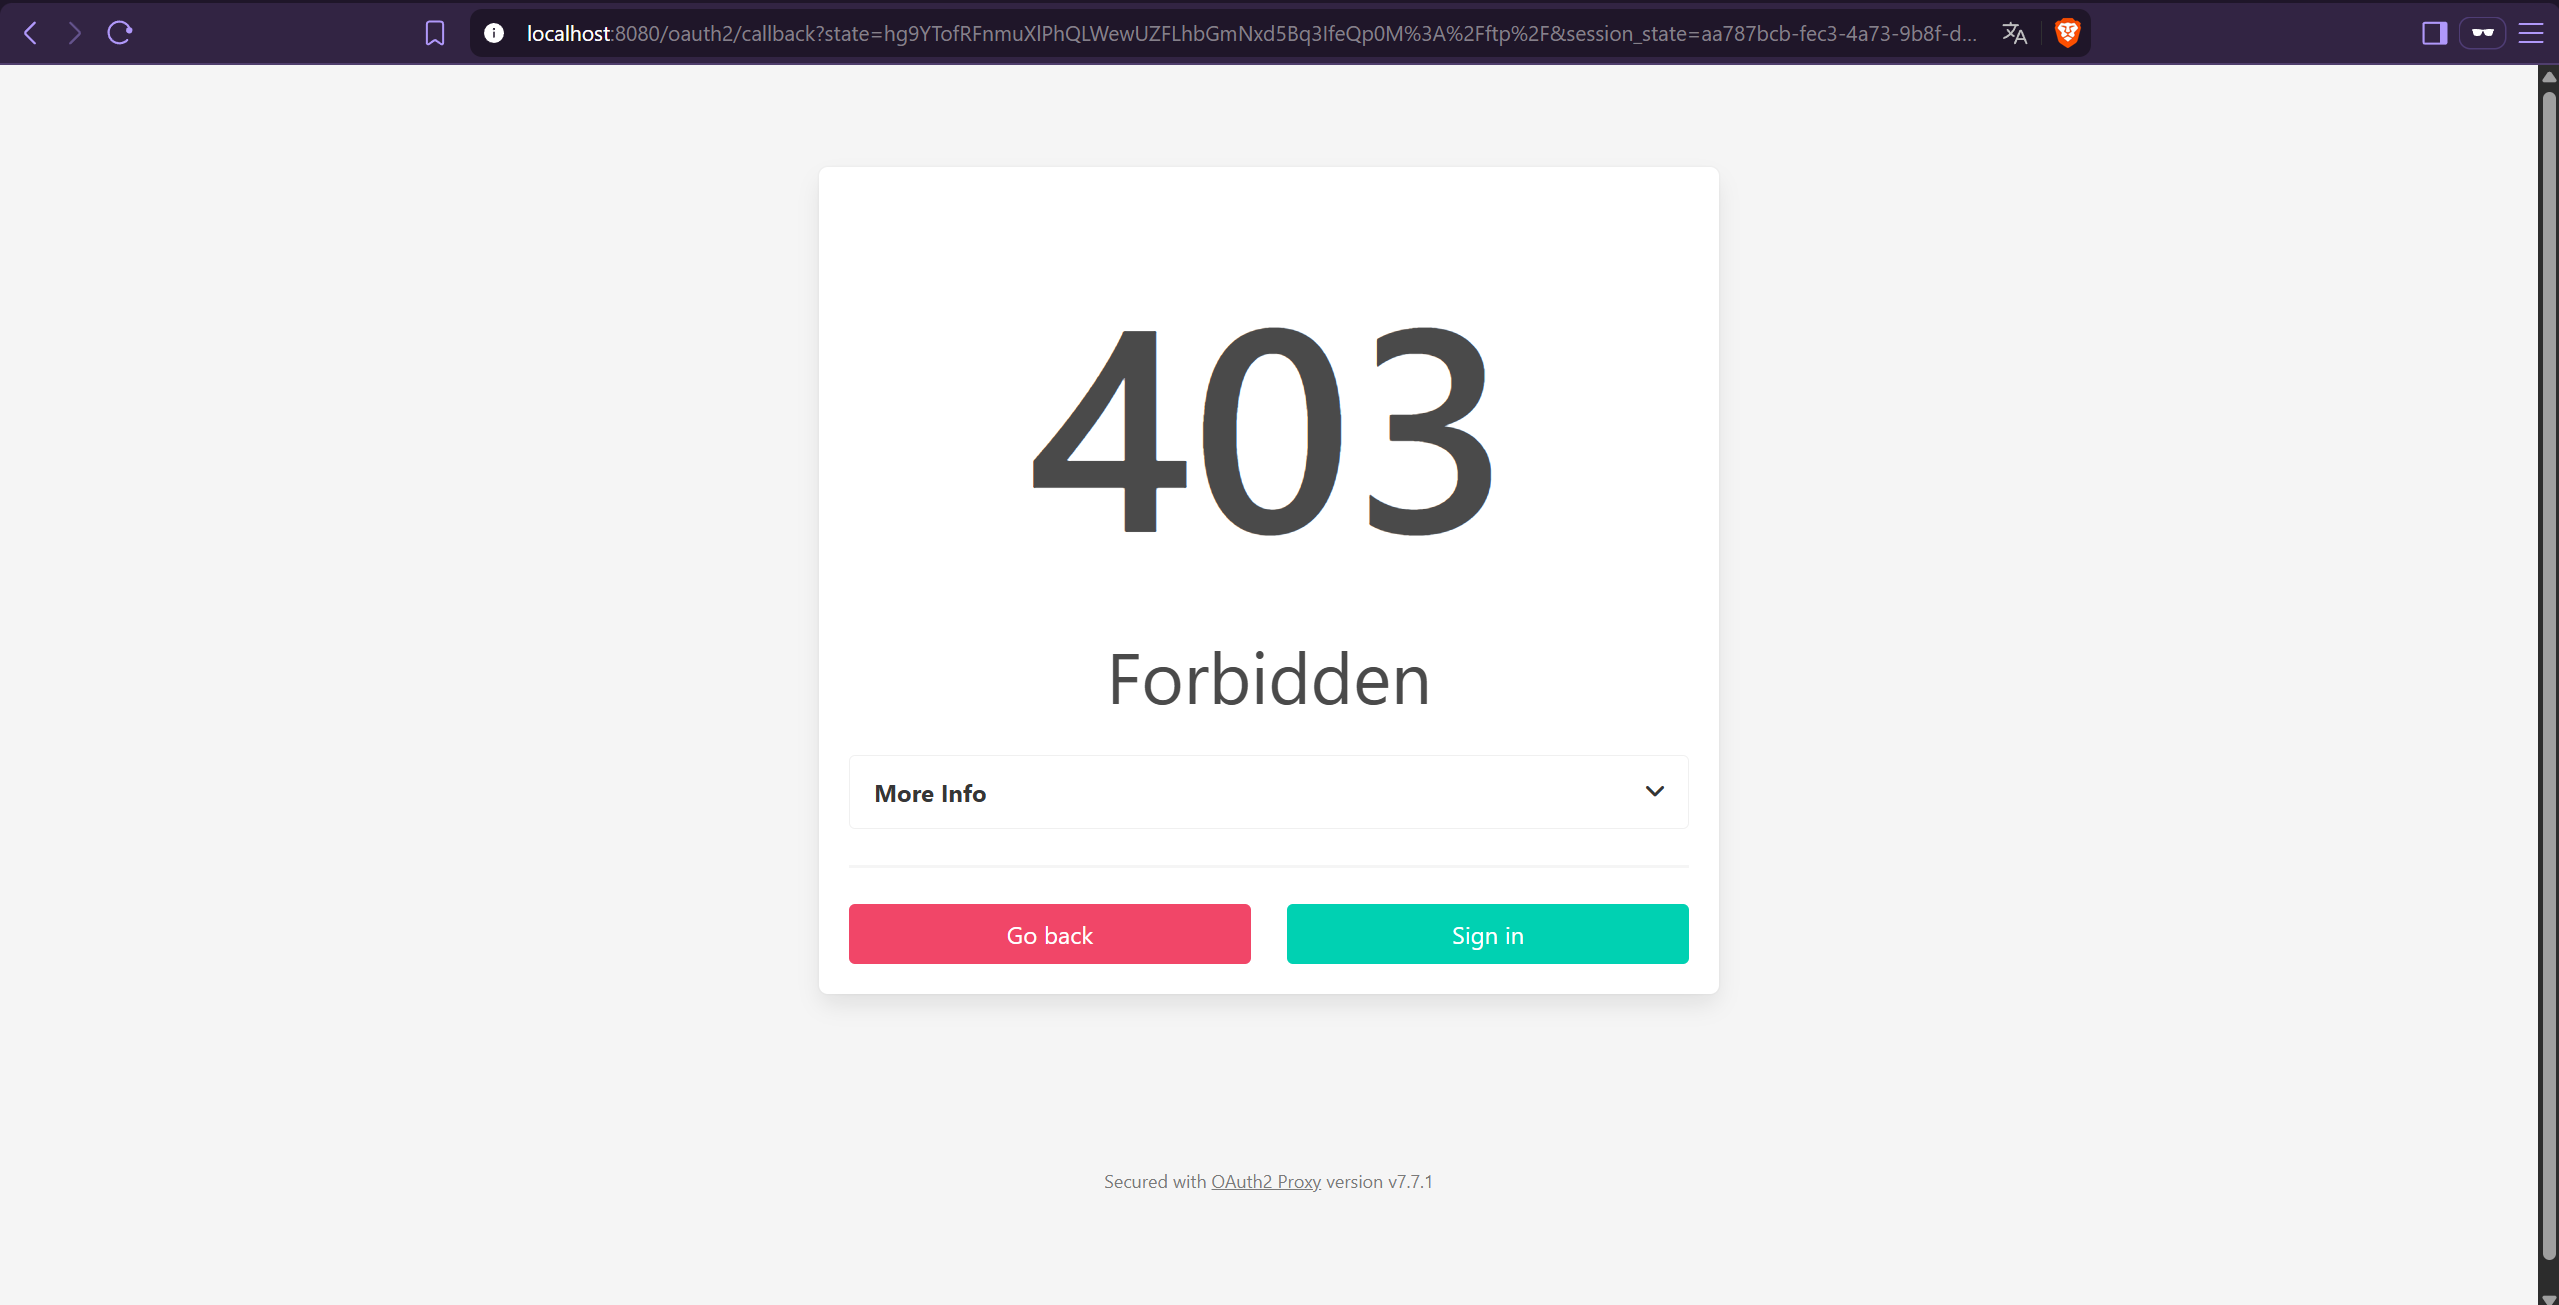 localhost:8080/oauth2/callback?state=hg9YTofRFnmuXlPhQLWewUZFLhbGmNxd5Bq3IfeQp0M%3A%2Fftp%2F&session_state=aa787bcb-fec3-4a73-9b8f-d...
403
Forbidden
More Info
Go back
Sign in
Secured with OAuth2 Proxy version v7.7.1